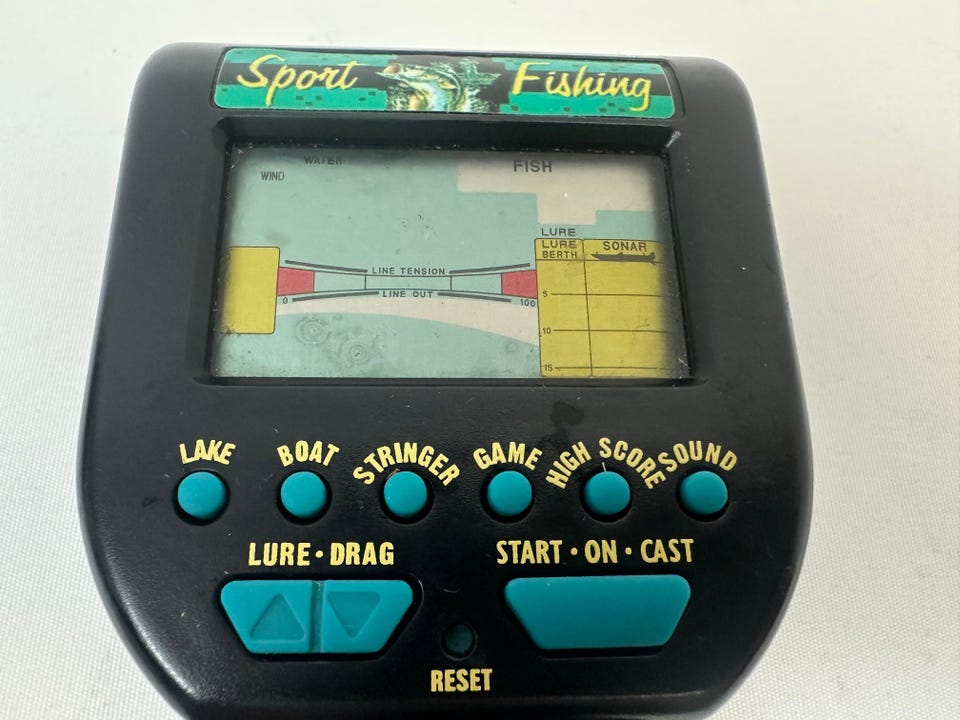 Sport Fishing
WATER
WIND
FISH
LURE
LURE SONAR
BERTH
LINE TENSION
5
LINE OUT
0 100
10
15
LAKE BOAT STRINGER GAME HIGH SCORE SOUND
LURE • DRAG START • ON • CAST
RESET